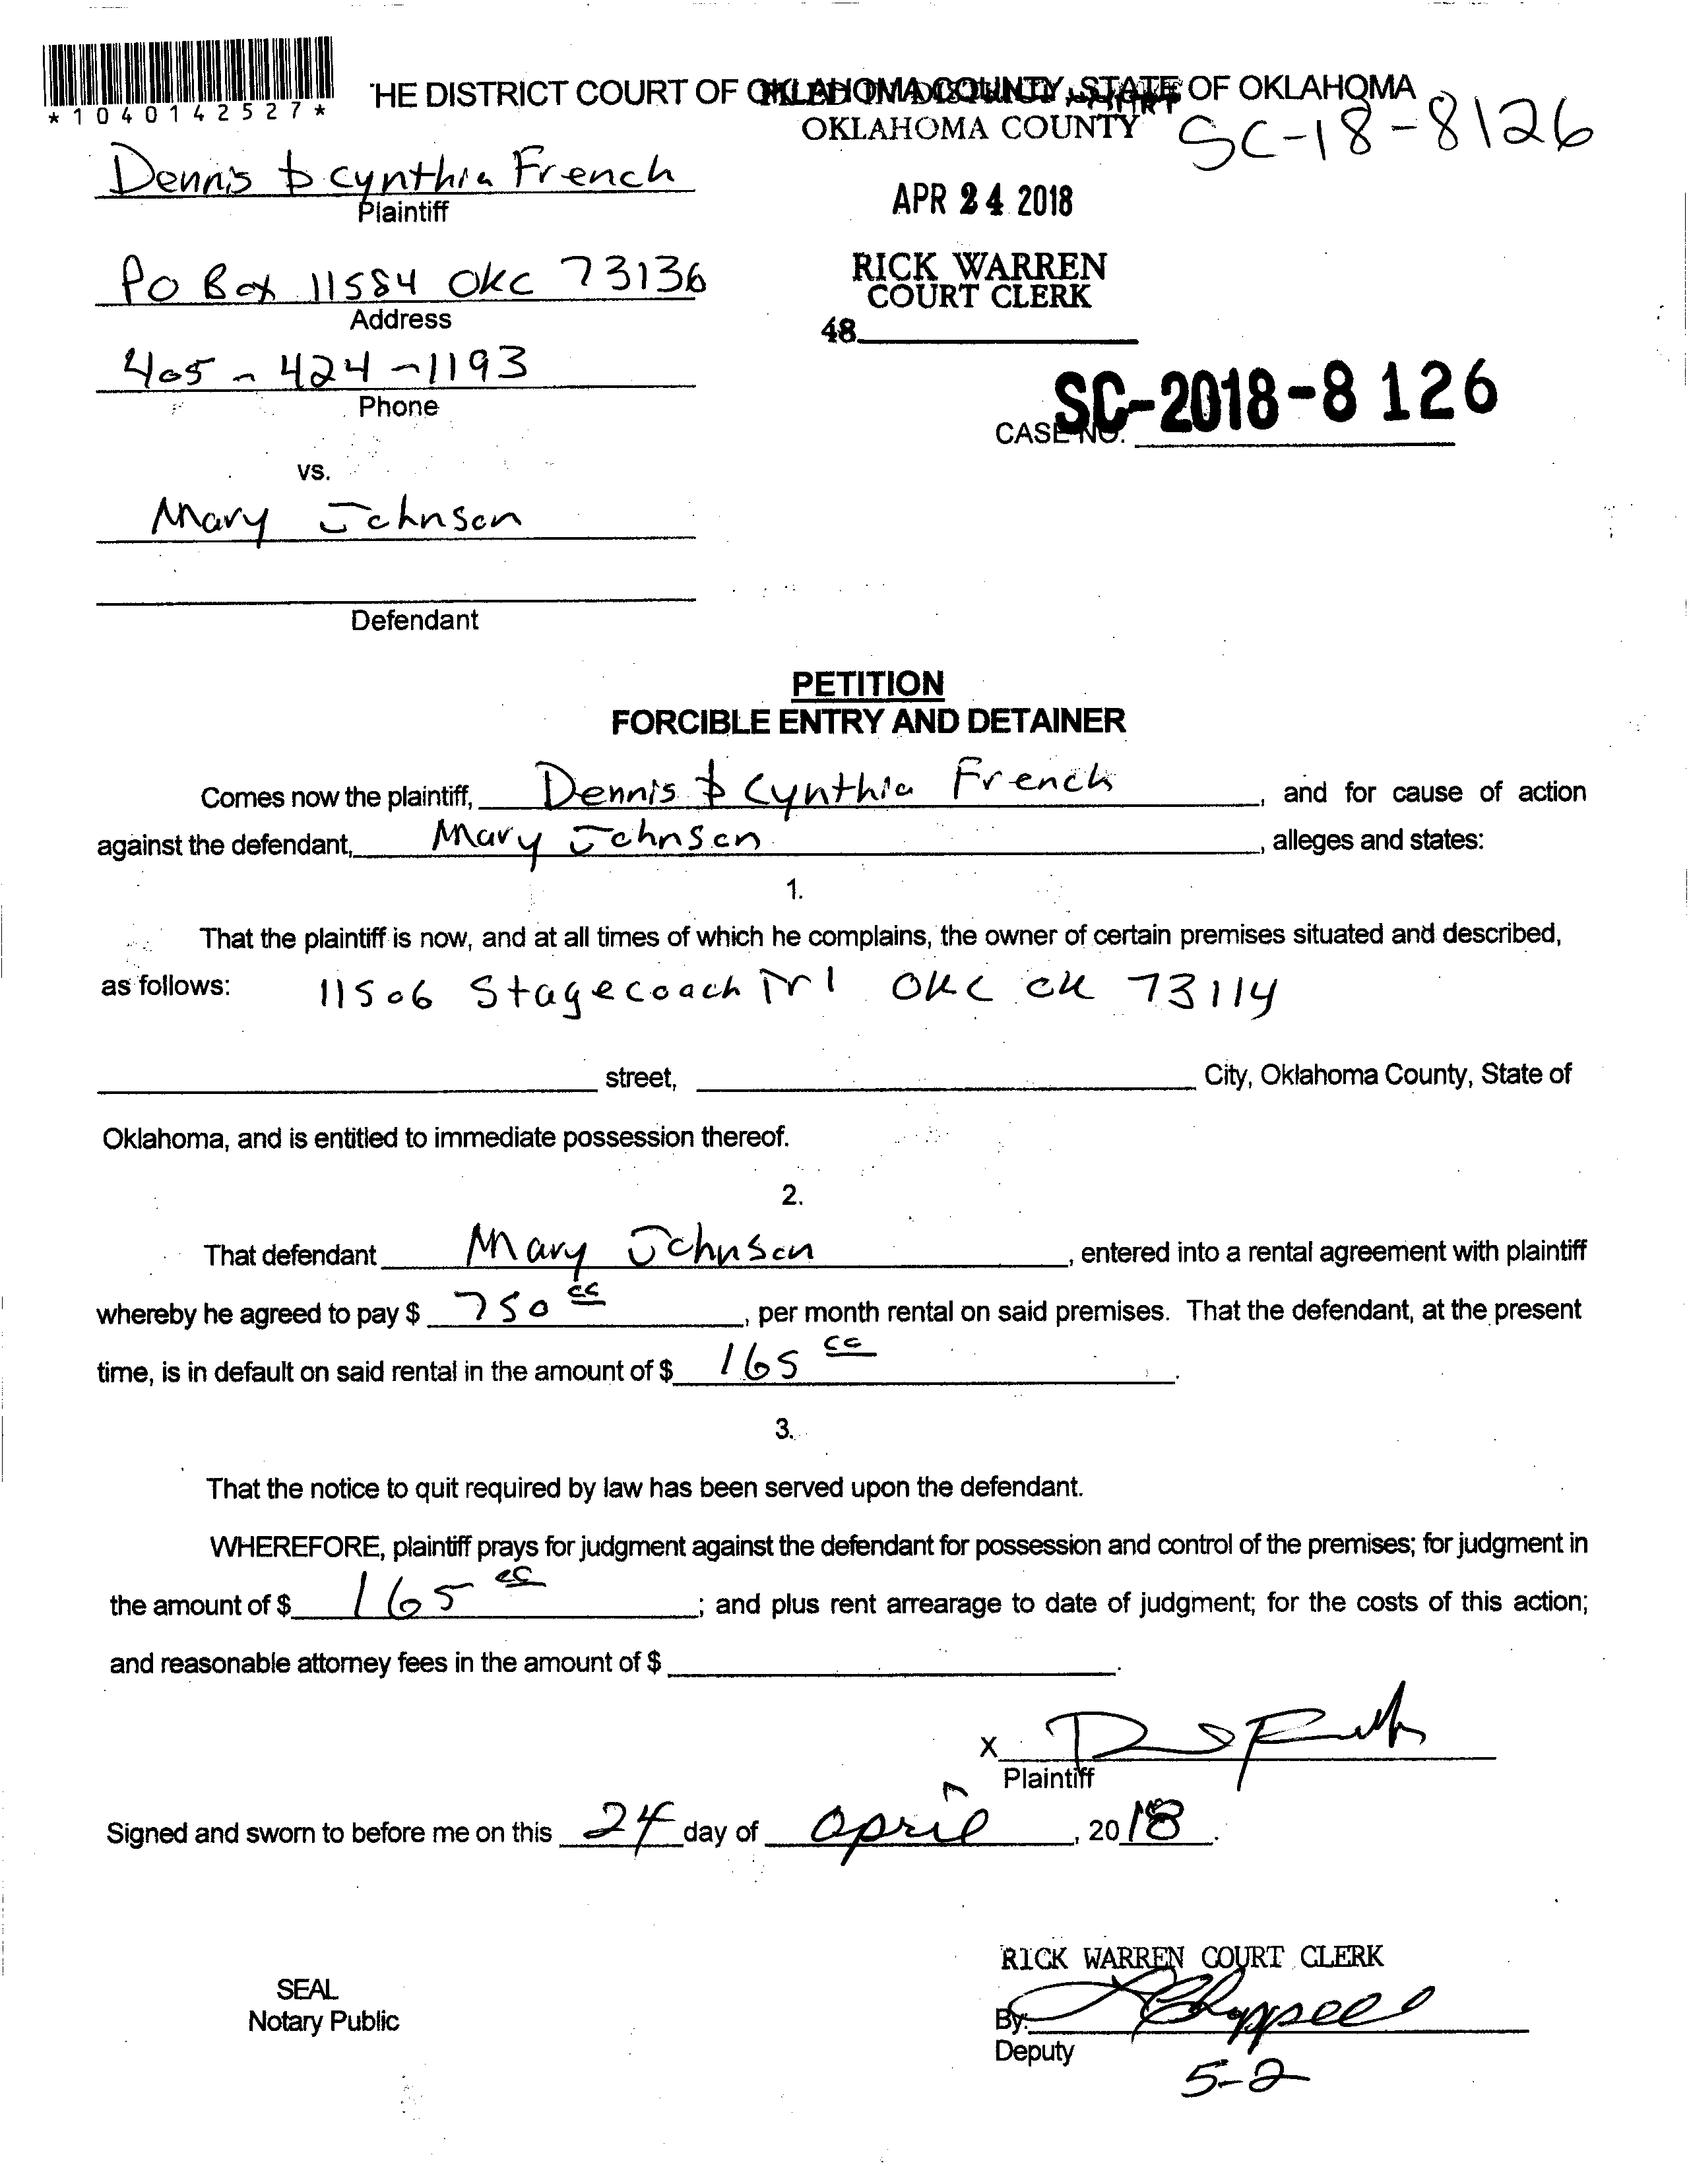 *1040142527*
THE DISTRICT COURT OF OKLAHOMA COUNTY, STATE OF OKLAHOMA
FILED IN DISTRICT COURT
OKLAHOMA COUNTY
SC-18-8126
Dennis & Cynthia French
Plaintiff
APR 24 2018
PO Box 11584 OKC 73136
Address
RICK WARREN
COURT CLERK
48
405-424-1193
Phone
CASE NO. SC-2018-8126
vs.
Mary Johnson
Defendant
PETITION
FORCIBLE ENTRY AND DETAINER
Comes now the plaintiff, Dennis & Cynthia French, and for cause of action
against the defendant, Mary Johnson, alleges and states:
1.
That the plaintiff is now, and at all times of which he complains, the owner of certain premises situated and described,
as follows: 11506 Stagecoach Trl OKC OK 73114
street, City, Oklahoma County, State of
Oklahoma, and is entitled to immediate possession thereof.
2.
That defendant Mary Johnson, entered into a rental agreement with plaintiff
whereby he agreed to pay $ 750 00, per month rental on said premises. That the defendant, at the present
time, is in default on said rental in the amount of $ 165 00.
3.
That the notice to quit required by law has been served upon the defendant.
WHEREFORE, plaintiff prays for judgment against the defendant for possession and control of the premises; for judgment in
the amount of $ 165 00; and plus rent arrearage to date of judgment; for the costs of this action;
and reasonable attorney fees in the amount of $ .
X
Plaintiff
Signed and sworn to before me on this 24 day of April, 2018.
RICK WARREN COURT CLERK
SEAL
Notary Public
By: Chappell
Deputy
5-2